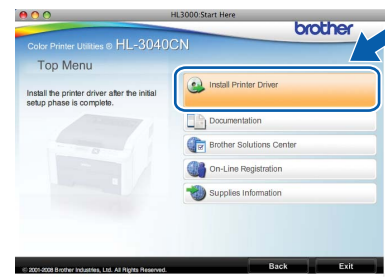 HL3000:Start Here
brother
Color Printer Utilities ® HL-3040CN
Top Menu
Install the printer driver after the initial
setup phase is complete.
Install Printer Driver
Documentation
Brother Solutions Center
On-Line Registration
Supplies Information
© 2001-2008 Brother Industries, Ltd. All Rights Reserved.
Back
Exit